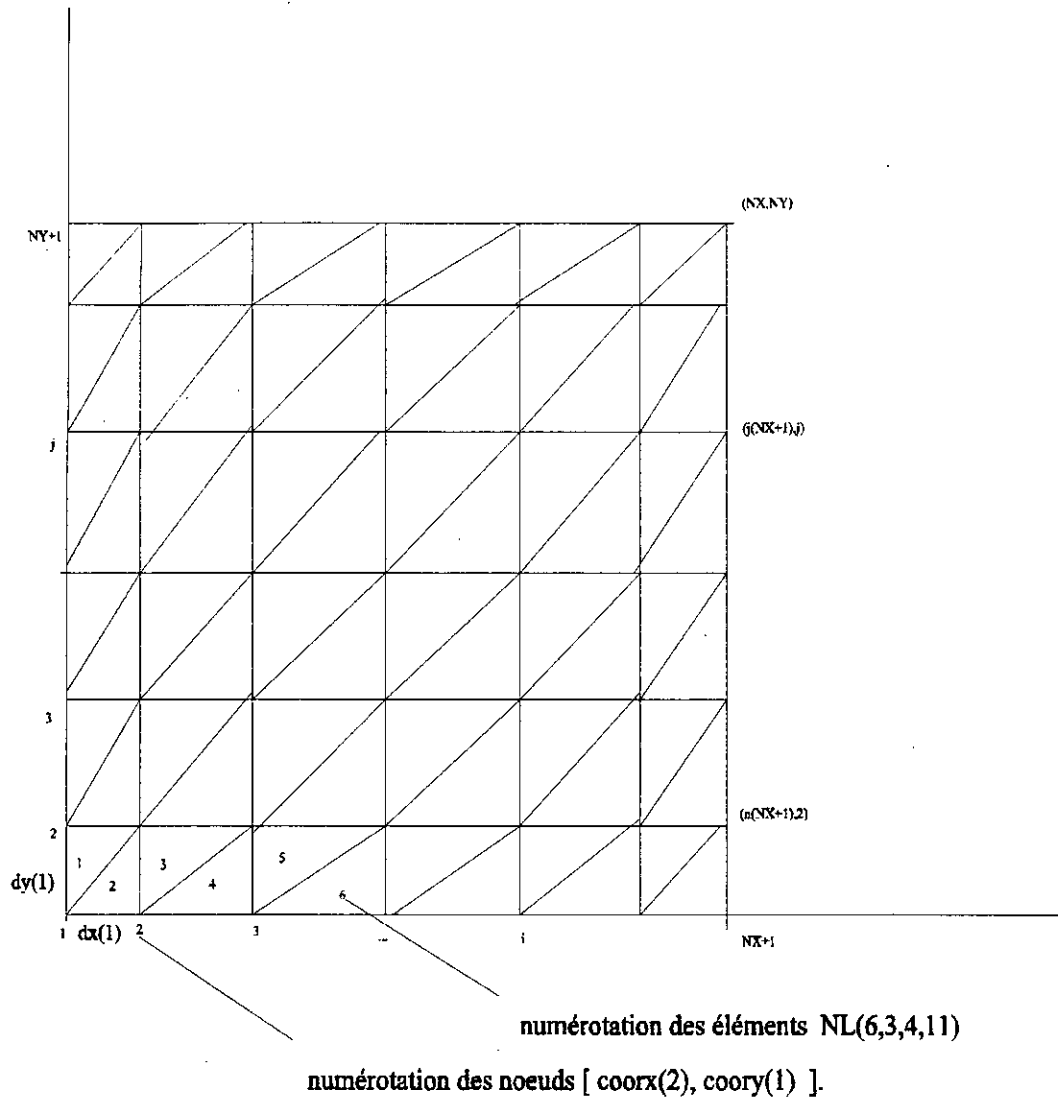 (NX,NY)
NY+1
j
(j(NX+1),j)
3
2
(n(NX+1),2)
1
3
5
dy(1)
2
4
6
1
dx(1)
2
3
...
i
NX+1
numérotation des éléments NL(6,3,4,11)
numérotation des noeuds [ coorx(2), coory(1) ].